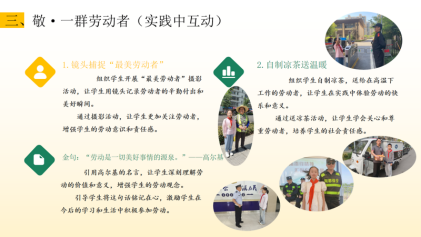 三、敬·一群劳动者（实践中互动）
1. 镜头捕捉“最美劳动者”
组织学生开展“最美劳动者”摄影
活动，让学生用镜头记录劳动者的辛勤付出和
美好瞬间。
通过摄影活动，让学生更加关注劳动者，
增强学生的劳动意识和责任感。
金句：“劳动是一切美好事情的源泉。”——高尔基
引用高尔基的名言，让学生深刻理解劳
动的价值和意义，增强学生的劳动观念。
引导学生将这句话铭记在心，激励学生在
今后的学习和生活中积极参加劳动。
2. 自制凉茶送温暖
组织学生自制凉茶，送给在高温下
工作的劳动者，让学生在实践中体验劳动的快
乐和意义。
通过送凉茶活动，让学生学会关心和尊
重劳动者，培养学生的社会责任感。